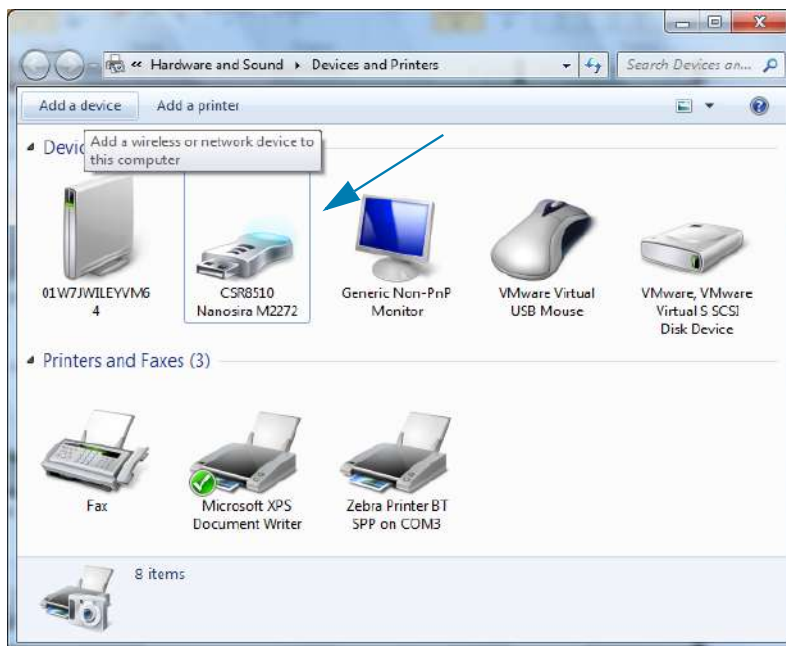 « Hardware and Sound ▸ Devices and Printers
Search Devices an...
Add a device Add a printer
Devic
Add a wireless or network device to
this computer
01W7JWILEYVM6
4
CSR8510
Nanosira M2272
Generic Non-PnP
Monitor
VMware Virtual
USB Mouse
VMware, VMware
Virtual S SCSI
Disk Device
Printers and Faxes (3)
Fax
Microsoft XPS
Document Writer
Zebra Printer BT
SPP on COM3
8 items